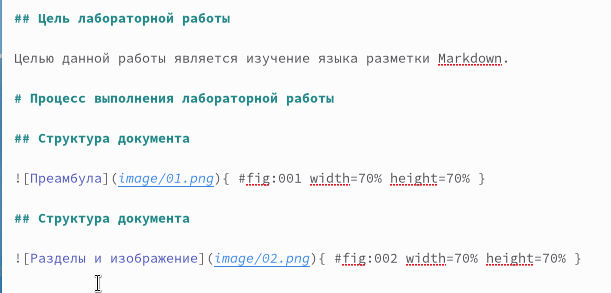 ## Цель лабораторной работы
Целью данной работы является изучение языка разметки Markdown.
# Процесс выполнения лабораторной работы
## Структура документа
![Преамбула](image/01.png){ #fig:001 width=70% height=70% }
## Структура документа
![Разделы и изображение](image/02.png){ #fig:002 width=70% height=70% }